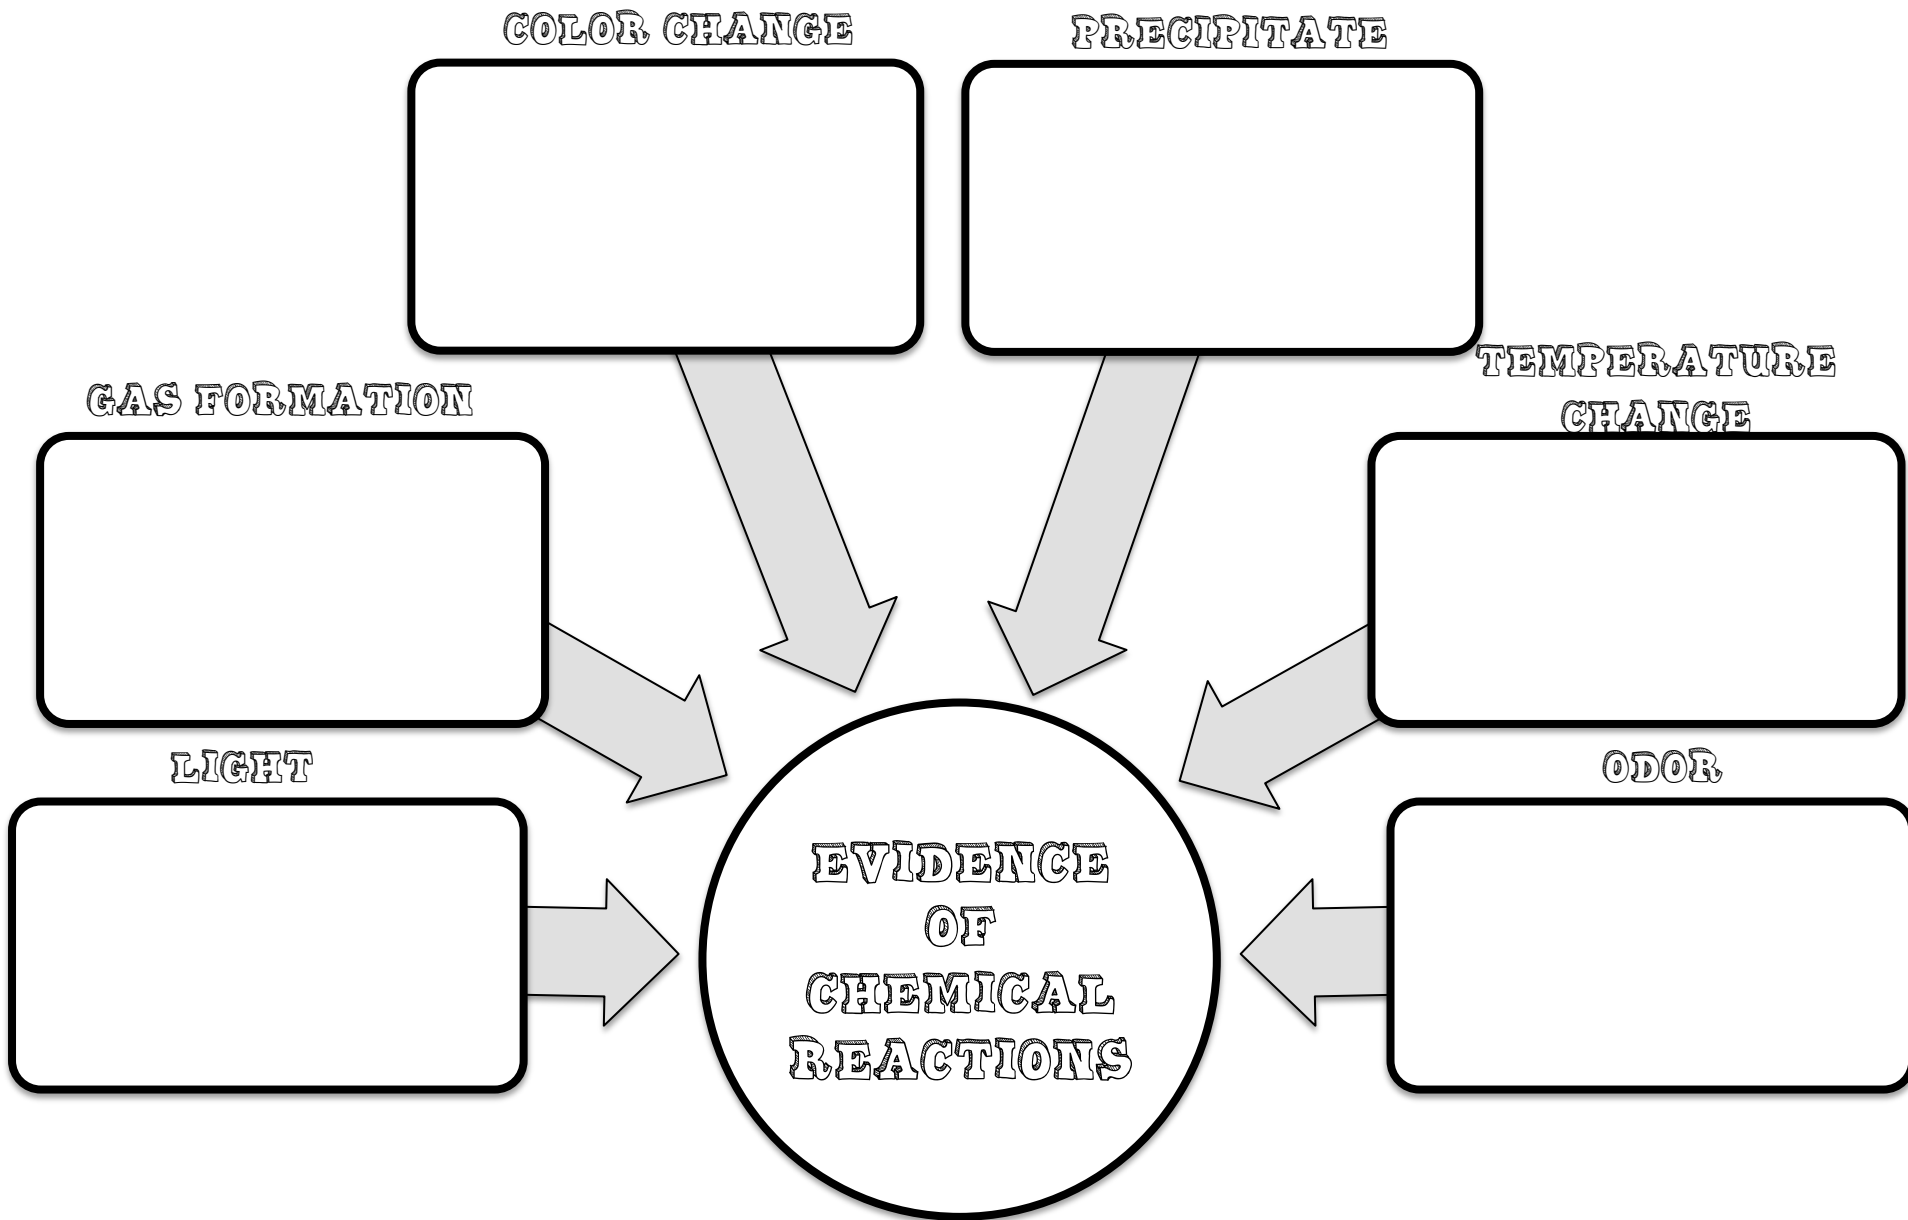 COLOR CHANGE
PRECIPITATE
TEMPERATURE
CHANGE
GAS FORMATION
LIGHT
ODOR
EVIDENCE
OF
CHEMICAL
REACTIONS